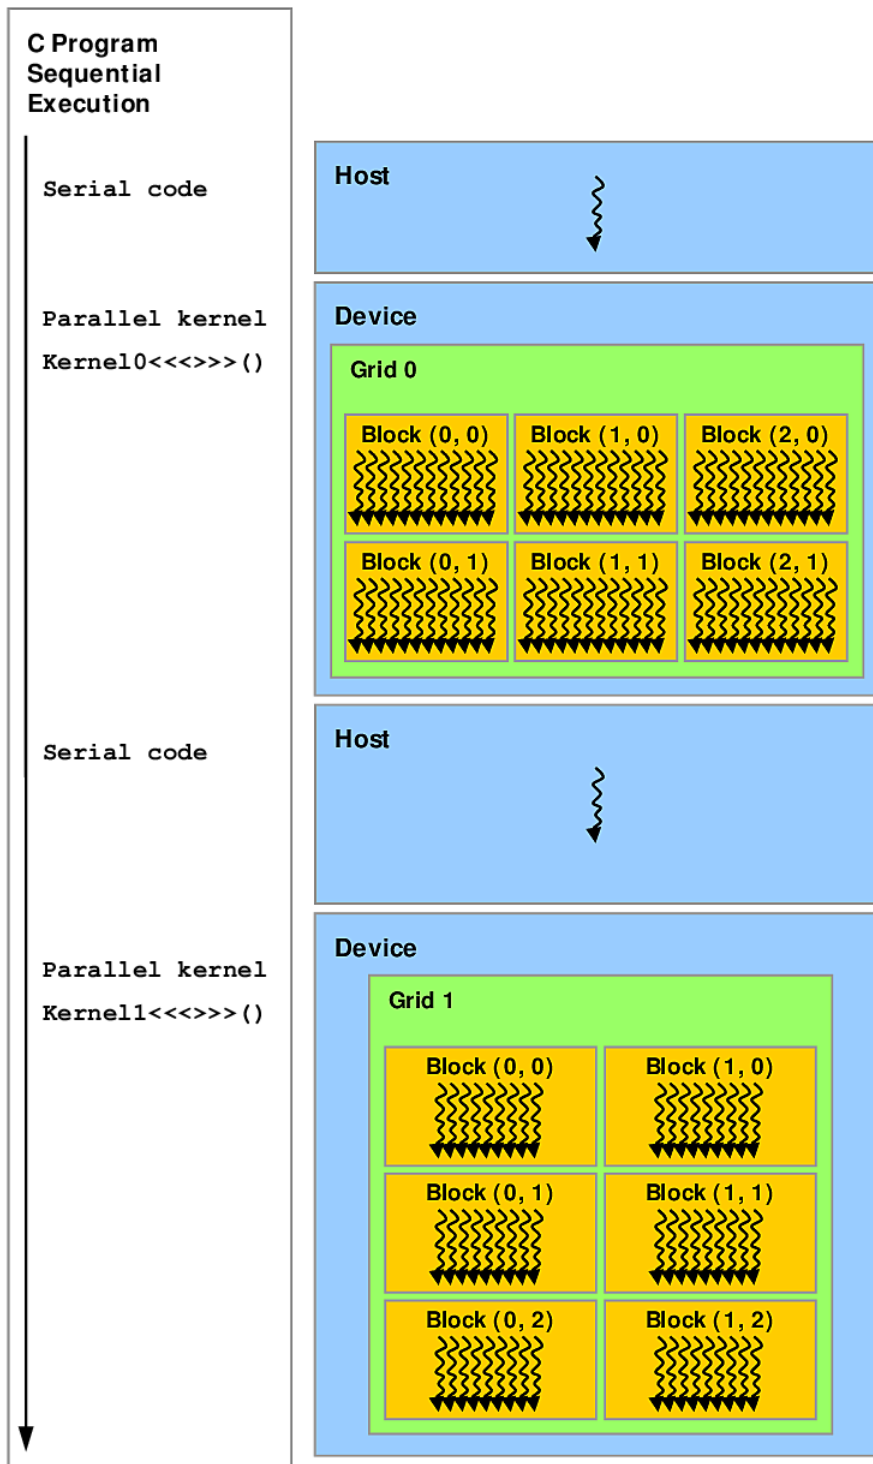 C Program
Sequential
Execution
Serial code
Host
Parallel kernel
Kernel0<<<>>>()
Device
Grid 0
Block (0, 0)
Block (1, 0)
Block (2, 0)
Block (0, 1)
Block (1, 1)
Block (2, 1)
Serial code
Host
Parallel kernel
Kernel1<<<>>>()
Device
Grid 1
Block (0, 0)
Block (1, 0)
Block (0, 1)
Block (1, 1)
Block (0, 2)
Block (1, 2)